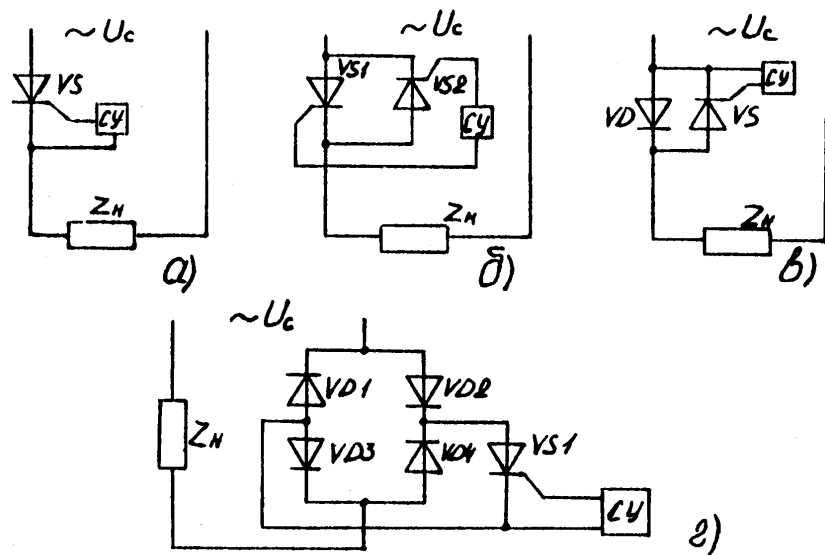 ~Uc ~Uc ~Uc
VS СУ
VS1 VS2 СУ
VD VS СУ
Zн Zн Zн
а) б) в)
~Uc
VD1 VD2
Zн VD3 VD4 VS1
СУ
г)